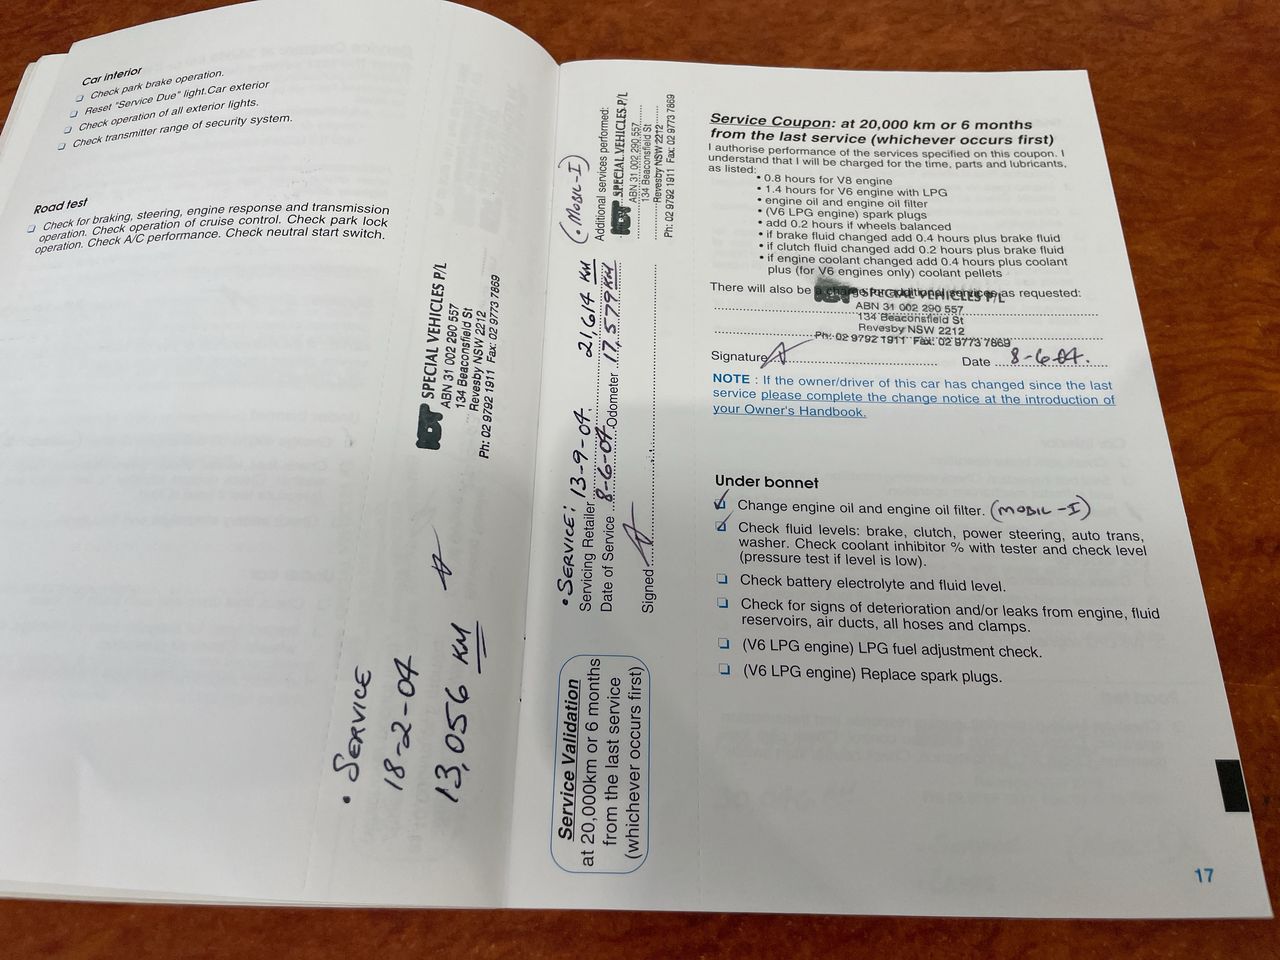 Car interior
❏ Check park brake operation.
❏ Reset "Service Due" light.Car exterior
❏ Check operation of all exterior lights.
❏ Check transmitter range of security system.
Road test
❏ Check for braking, steering, engine response and transmission
operation. Check operation of cruise control. Check park lock
operation. Check A/C performance. Check neutral start switch.
SPECIAL VEHICLES P/L
ABN 31 002 290 557
134 Beaconsfield St
Revesby NSW 2212
Ph: 02 9792 1911 Fax: 02 9773 7869
• SERVICE
18-2-04
13,056 KM
• SERVICE: 13-9-04. 21,614 KM (• MOBIL-I)
Servicing Retailer
Additional services performed:
Date of Service 8-6-04 Odometer 17,579 KM
SPECIAL VEHICLES P/L
ABN 31 002 290 557
134 Beaconsfield St
Revesby NSW 2212
Ph: 02 9792 1911 Fax: 02 9773 7869
Signed
Service Validation
at 20,000km or 6 months
from the last service
(whichever occurs first)
Service Coupon: at 20,000 km or 6 months
from the last service (whichever occurs first)
I authorise performance of the services specified on this coupon. I
understand that I will be charged for the time, parts and lubricants,
as listed:
• 0.8 hours for V8 engine
• 1.4 hours for V6 engine with LPG
• engine oil and engine oil filter
• (V6 LPG engine) spark plugs
• add 0.2 hours if wheels balanced
• if brake fluid changed add 0.4 hours plus brake fluid
• if clutch fluid changed add 0.2 hours plus brake fluid
• if engine coolant changed add 0.4 hours plus coolant
plus (for V6 engines only) coolant pellets
There will also be a charge for additional services as requested:
SPECIAL VEHICLES P/L
ABN 31 002 290 557
134 Beaconsfield St
Revesby NSW 2212
Ph: 02 9792 1911 Fax: 02 9773 7869
Signature Date 8-6-04.
NOTE : If the owner/driver of this car has changed since the last
service please complete the change notice at the introduction of
your Owner's Handbook.
Under bonnet
❏ Change engine oil and engine oil filter. (MOBIL-I)
❏ Check fluid levels: brake, clutch, power steering, auto trans,
washer. Check coolant inhibitor % with tester and check level
(pressure test if level is low).
❏ Check battery electrolyte and fluid level.
❏ Check for signs of deterioration and/or leaks from engine, fluid
reservoirs, air ducts, all hoses and clamps.
❏ (V6 LPG engine) LPG fuel adjustment check.
❏ (V6 LPG engine) Replace spark plugs.
17